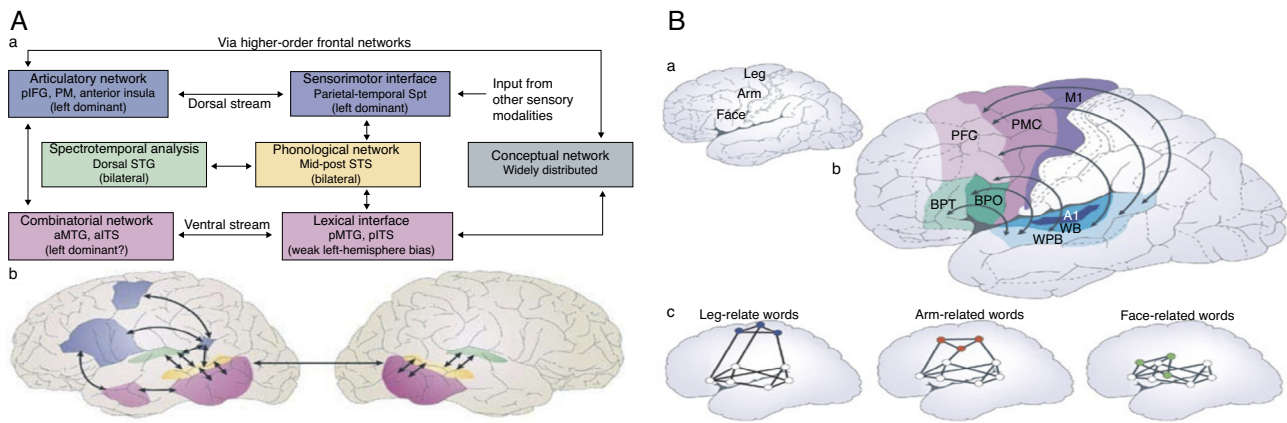 A
a
Via higher-order frontal networks
Articulatory network
pIFG, PM, anterior insula
(left dominant)
Dorsal stream
Sensorimotor interface
Parietal-temporal Spt
(left dominant)
Input from
other sensory
modalities
Spectrotemporal analysis
Dorsal STG
(bilateral)
Phonological network
Mid-post STS
(bilateral)
Conceptual network
Widely distributed
Combinatorial network
aMTG, aITS
(left dominant?)
Ventral stream
Lexical interface
pMTG, pITS
(weak left-hemisphere bias)
b
B
a
Leg
Arm
Face
b
M1
PMC
PFC
BPT
BPO
A1
WB
WPB
c
Leg-relate words
Arm-related words
Face-related words